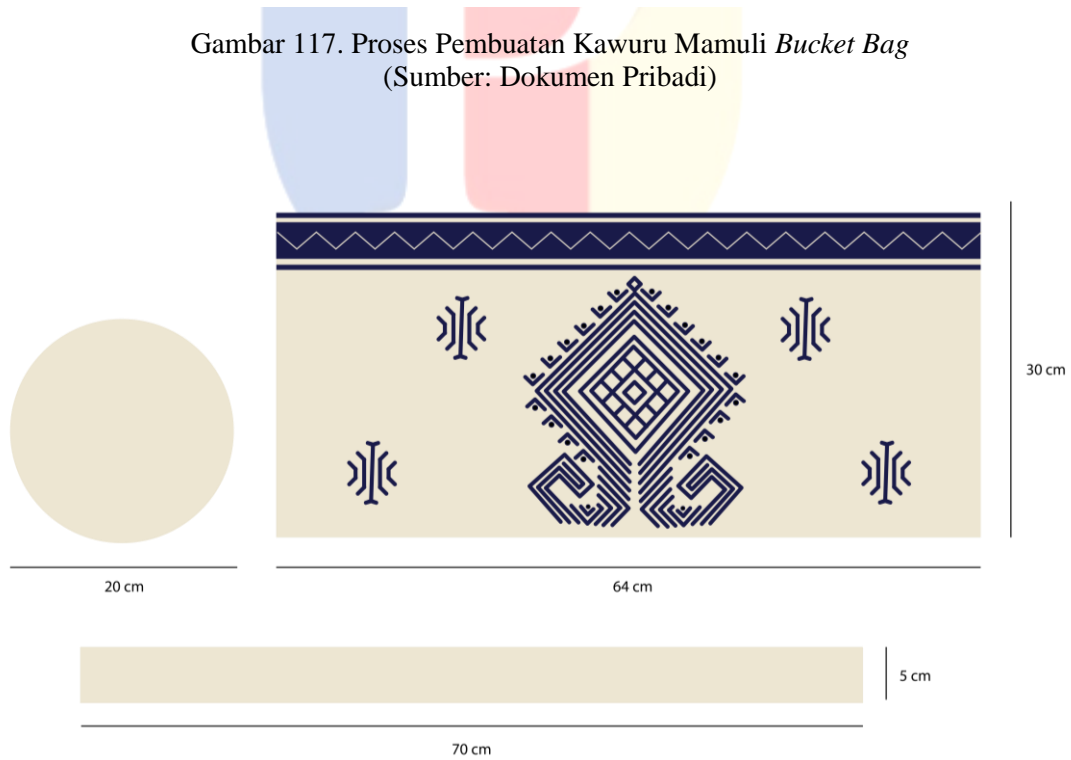 Gambar 117. Proses Pembuatan Kawuru Mamuli Bucket Bag
(Sumber: Dokumen Pribadi)
30 cm
20 cm
64 cm
5 cm
70 cm